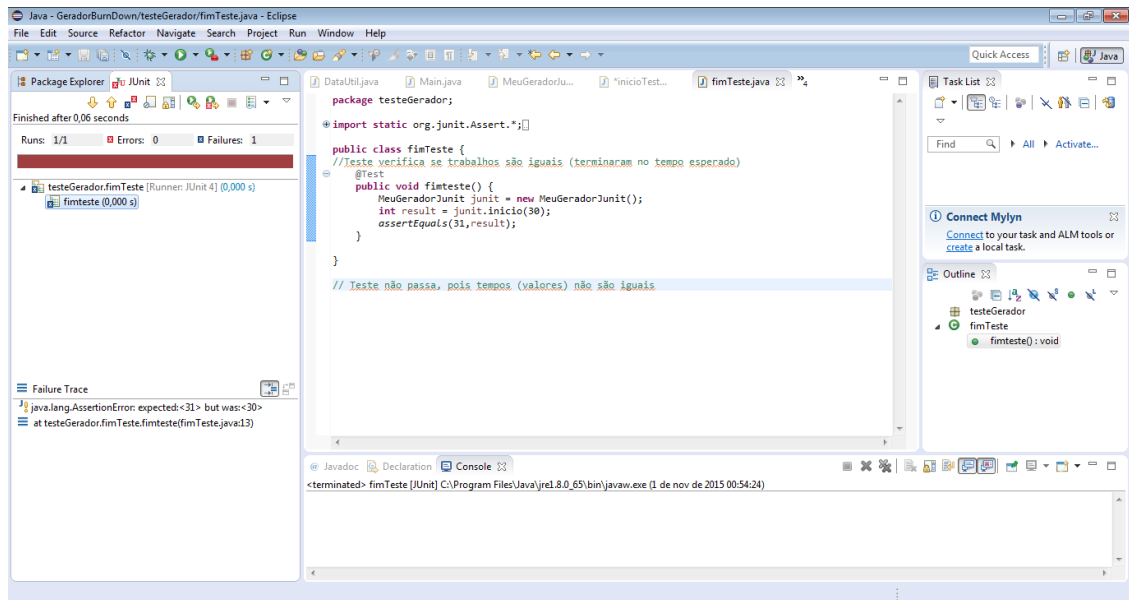 Java - GeradorBurnDown/testeGerador/fimTeste.java - Eclipse
File Edit Source Refactor Navigate Search Project Run Window Help
Quick Access
Java
Package Explorer
JUnit
Finished after 0,06 seconds
Runs: 1/1
Errors: 0
Failures: 1
testeGerador.fimTeste [Runner: JUnit 4] (0,000 s)
fimteste (0,000 s)
Failure Trace
java.lang.AssertionError: expected:<31> but was:<30>
at testeGerador.fimTeste.fimteste(fimTeste.java:13)
DataUtil.java
Main.java
MeuGeradorJu...
*inicioTest...
fimTeste.java
»4
package testeGerador;
import static org.junit.Assert.*;
public class fimTeste {
//Teste verifica se trabalhos são iguais (terminaram no tempo esperado)
@Test
public void fimteste() {
MeuGeradorJunit junit = new MeuGeradorJunit();
int result = junit.inicio(30);
assertEquals(31,result);
}
}
// Teste não passa, pois tempos (valores) não são iguais
@ Javadoc
Declaration
Console
<terminated> fimTeste [JUnit] C:\Program Files\Java\jre1.8.0_65\bin\javaw.exe (1 de nov de 2015 00:54:24)
Task List
Find
All
Activate...
Connect Mylyn
Connect to your task and ALM tools or
create a local task.
Outline
testeGerador
fimTeste
fimteste() : void